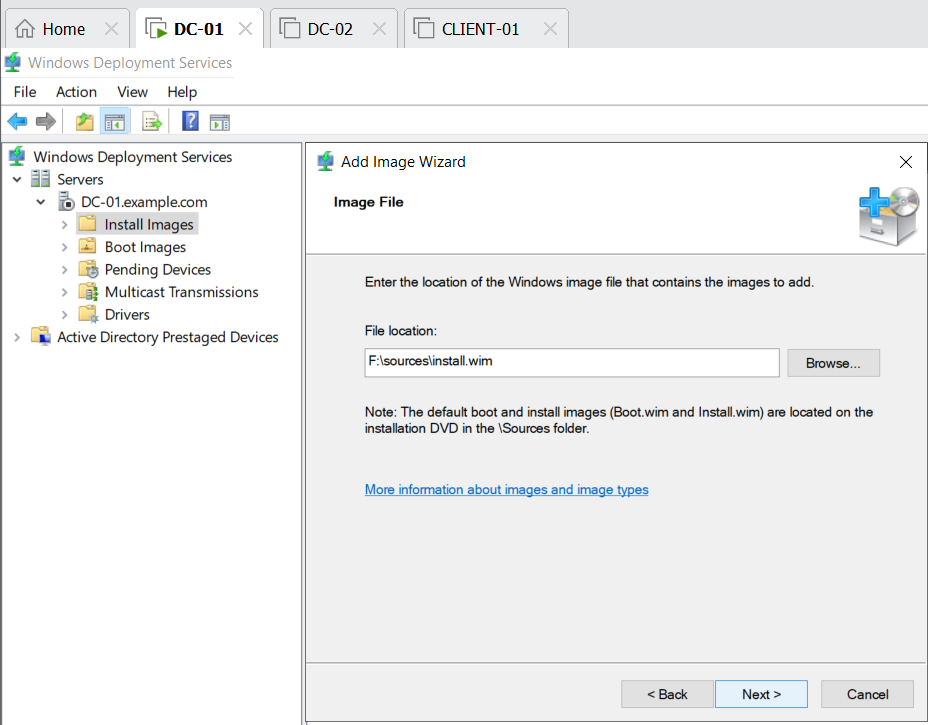 Home
DC-01
DC-02
CLIENT-01
Windows Deployment Services
File Action View Help
Windows Deployment Services
Servers
DC-01.example.com
Install Images
Boot Images
Pending Devices
Multicast Transmissions
Drivers
Active Directory Prestaged Devices
Add Image Wizard
Image File
Enter the location of the Windows image file that contains the images to add.
File location:
F:\sources\install.wim
Browse...
Note: The default boot and install images (Boot.wim and Install.wim) are located on the
installation DVD in the \Sources folder.
More information about images and image types
< Back
Next >
Cancel